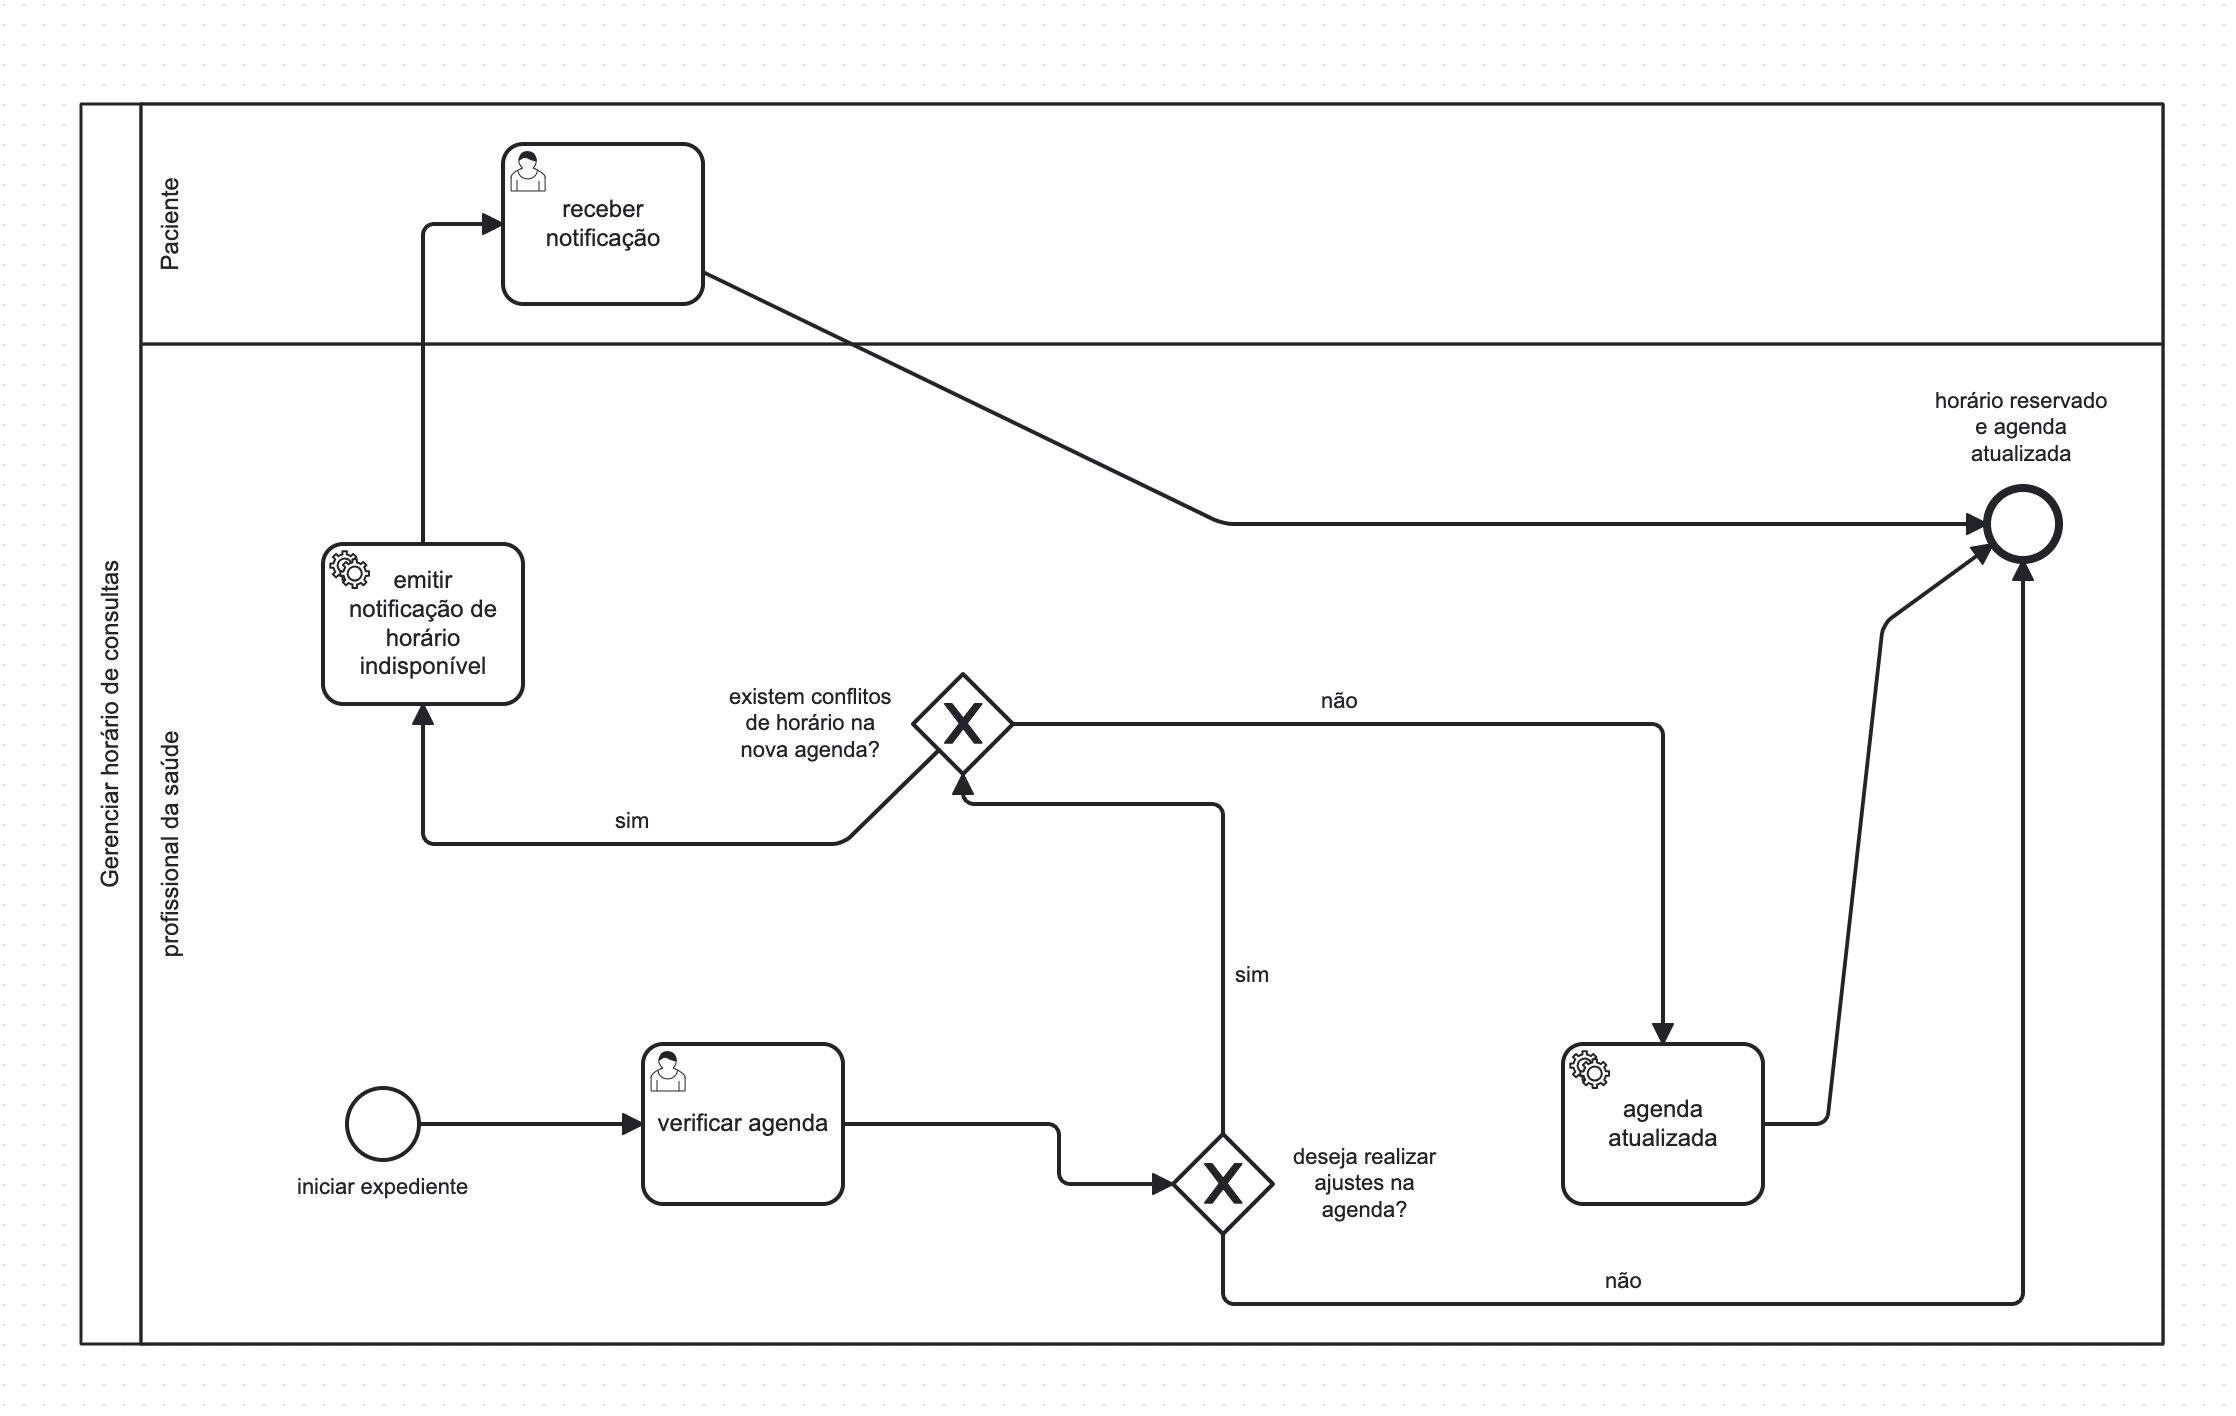 Gerenciar horário de consultas
Paciente
receber
notificação
profissional da saúde
horário reservado
e agenda
atualizada
emitir
notificação de
horário
indisponível
existem conflitos
de horário na
nova agenda?
não
sim
sim
iniciar expediente
verificar agenda
deseja realizar
ajustes na
agenda?
agenda
atualizada
não